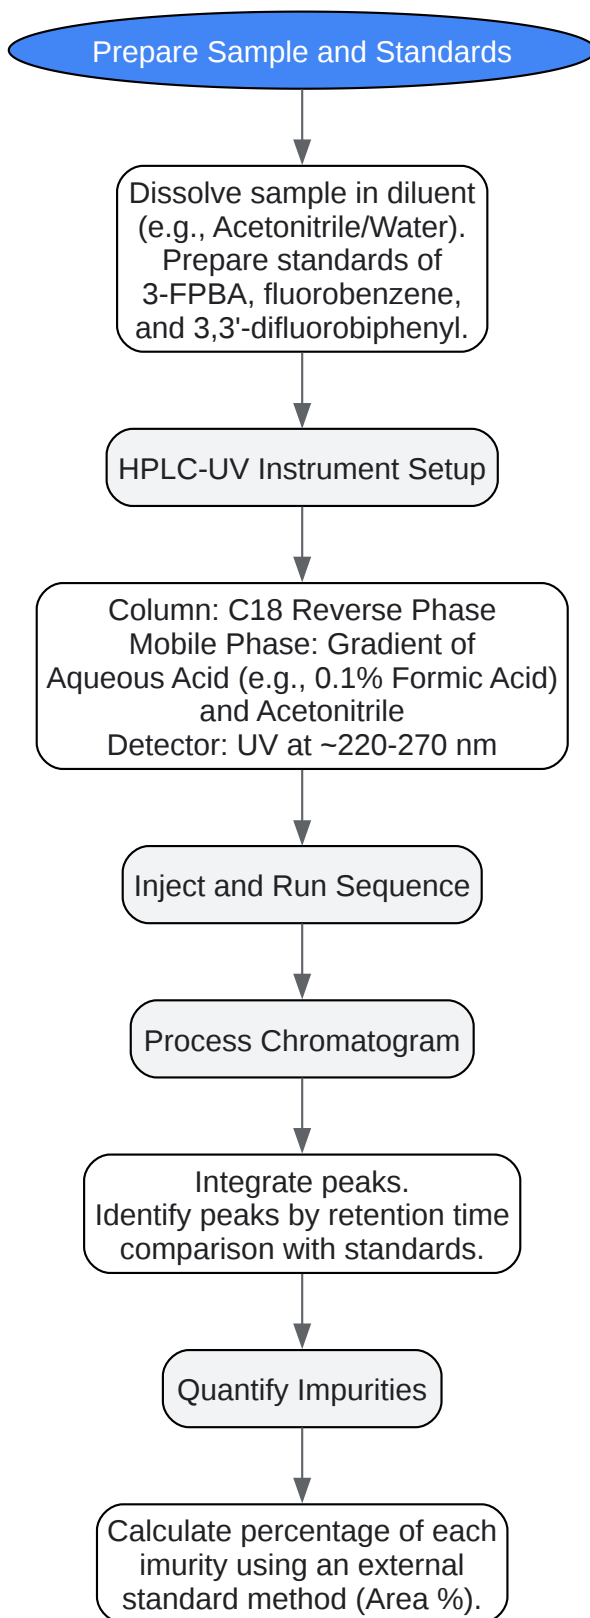 Prepare Sample and Standards
Dissolve sample in diluent
(e.g., Acetonitrile/Water).
Prepare standards of
3-FPBA, fluorobenzene,
and 3,3'-difluorobiphenyl.
HPLC-UV Instrument Setup
Column: C18 Reverse Phase
Mobile Phase: Gradient of
Aqueous Acid (e.g., 0.1% Formic Acid)
and Acetonitrile
Detector: UV at ~220-270 nm
Inject and Run Sequence
Process Chromatogram
Integrate peaks.
Identify peaks by retention time
comparison with standards.
Quantify Impurities
Calculate percentage of each
imurity using an external
standard method (Area %).